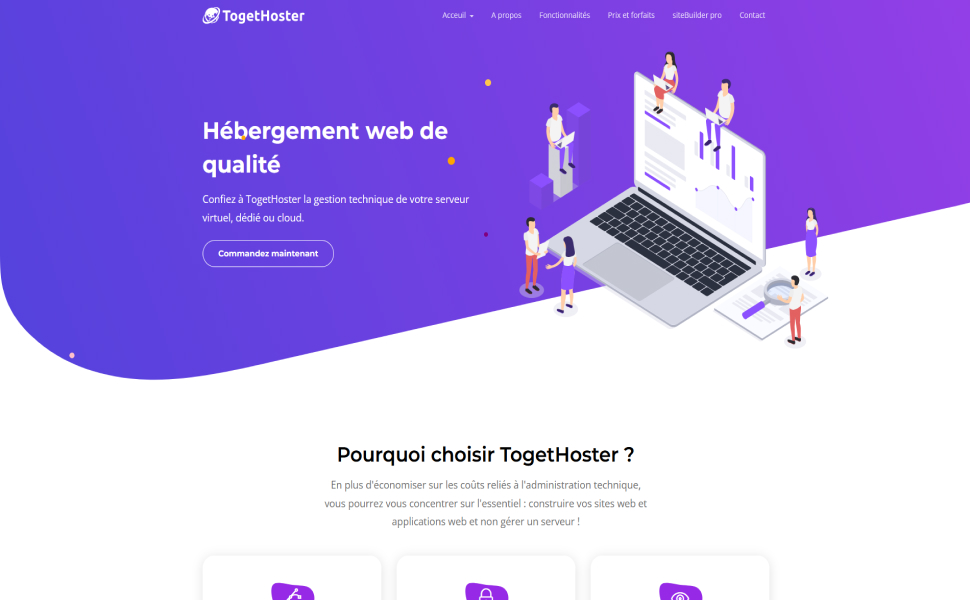 TogetHoster
Acceuil
A propos
Fonctionnalités
Prix et forfaits
siteBuilder pro
Contact
Hébergement web de
qualité
Confiez à TogetHoster la gestion technique de votre serveur
virtuel, dédié ou cloud.
Commandez maintenant
Pourquoi choisir TogetHoster ?
En plus d'économiser sur les coûts reliés à l'administration technique,
vous pourrez vous concentrer sur l'essentiel : construire vos sites web et
applications web et non gérer un serveur !